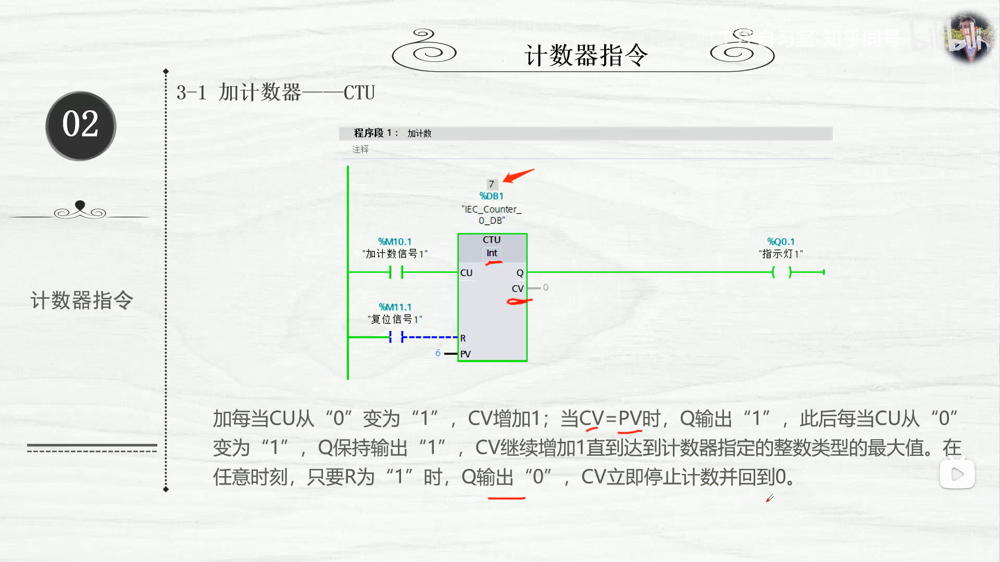 自习室 知乎同号
bilibili
计数器指令
3-1 加计数器——CTU
02
计数器指令
程序段 1： 加计数
注释
7
%DB1
"IEC_Counter_
0_DB"
%M10.1
"加计数信号1"
CTU
Int
%Q0.1
"指示灯1"
CU
Q
CV
0
%M11.1
"复位信号1"
R
6
PV
加每当CU从“0”变为“1”，CV增加1；当CV=PV时，Q输出“1”，此后每当CU从“0”
变为“1”，Q保持输出“1”，CV继续增加1直到达到计数器指定的整数类型的最大值。在
任意时刻，只要R为“1”时，Q输出“0”，CV立即停止计数并回到0。